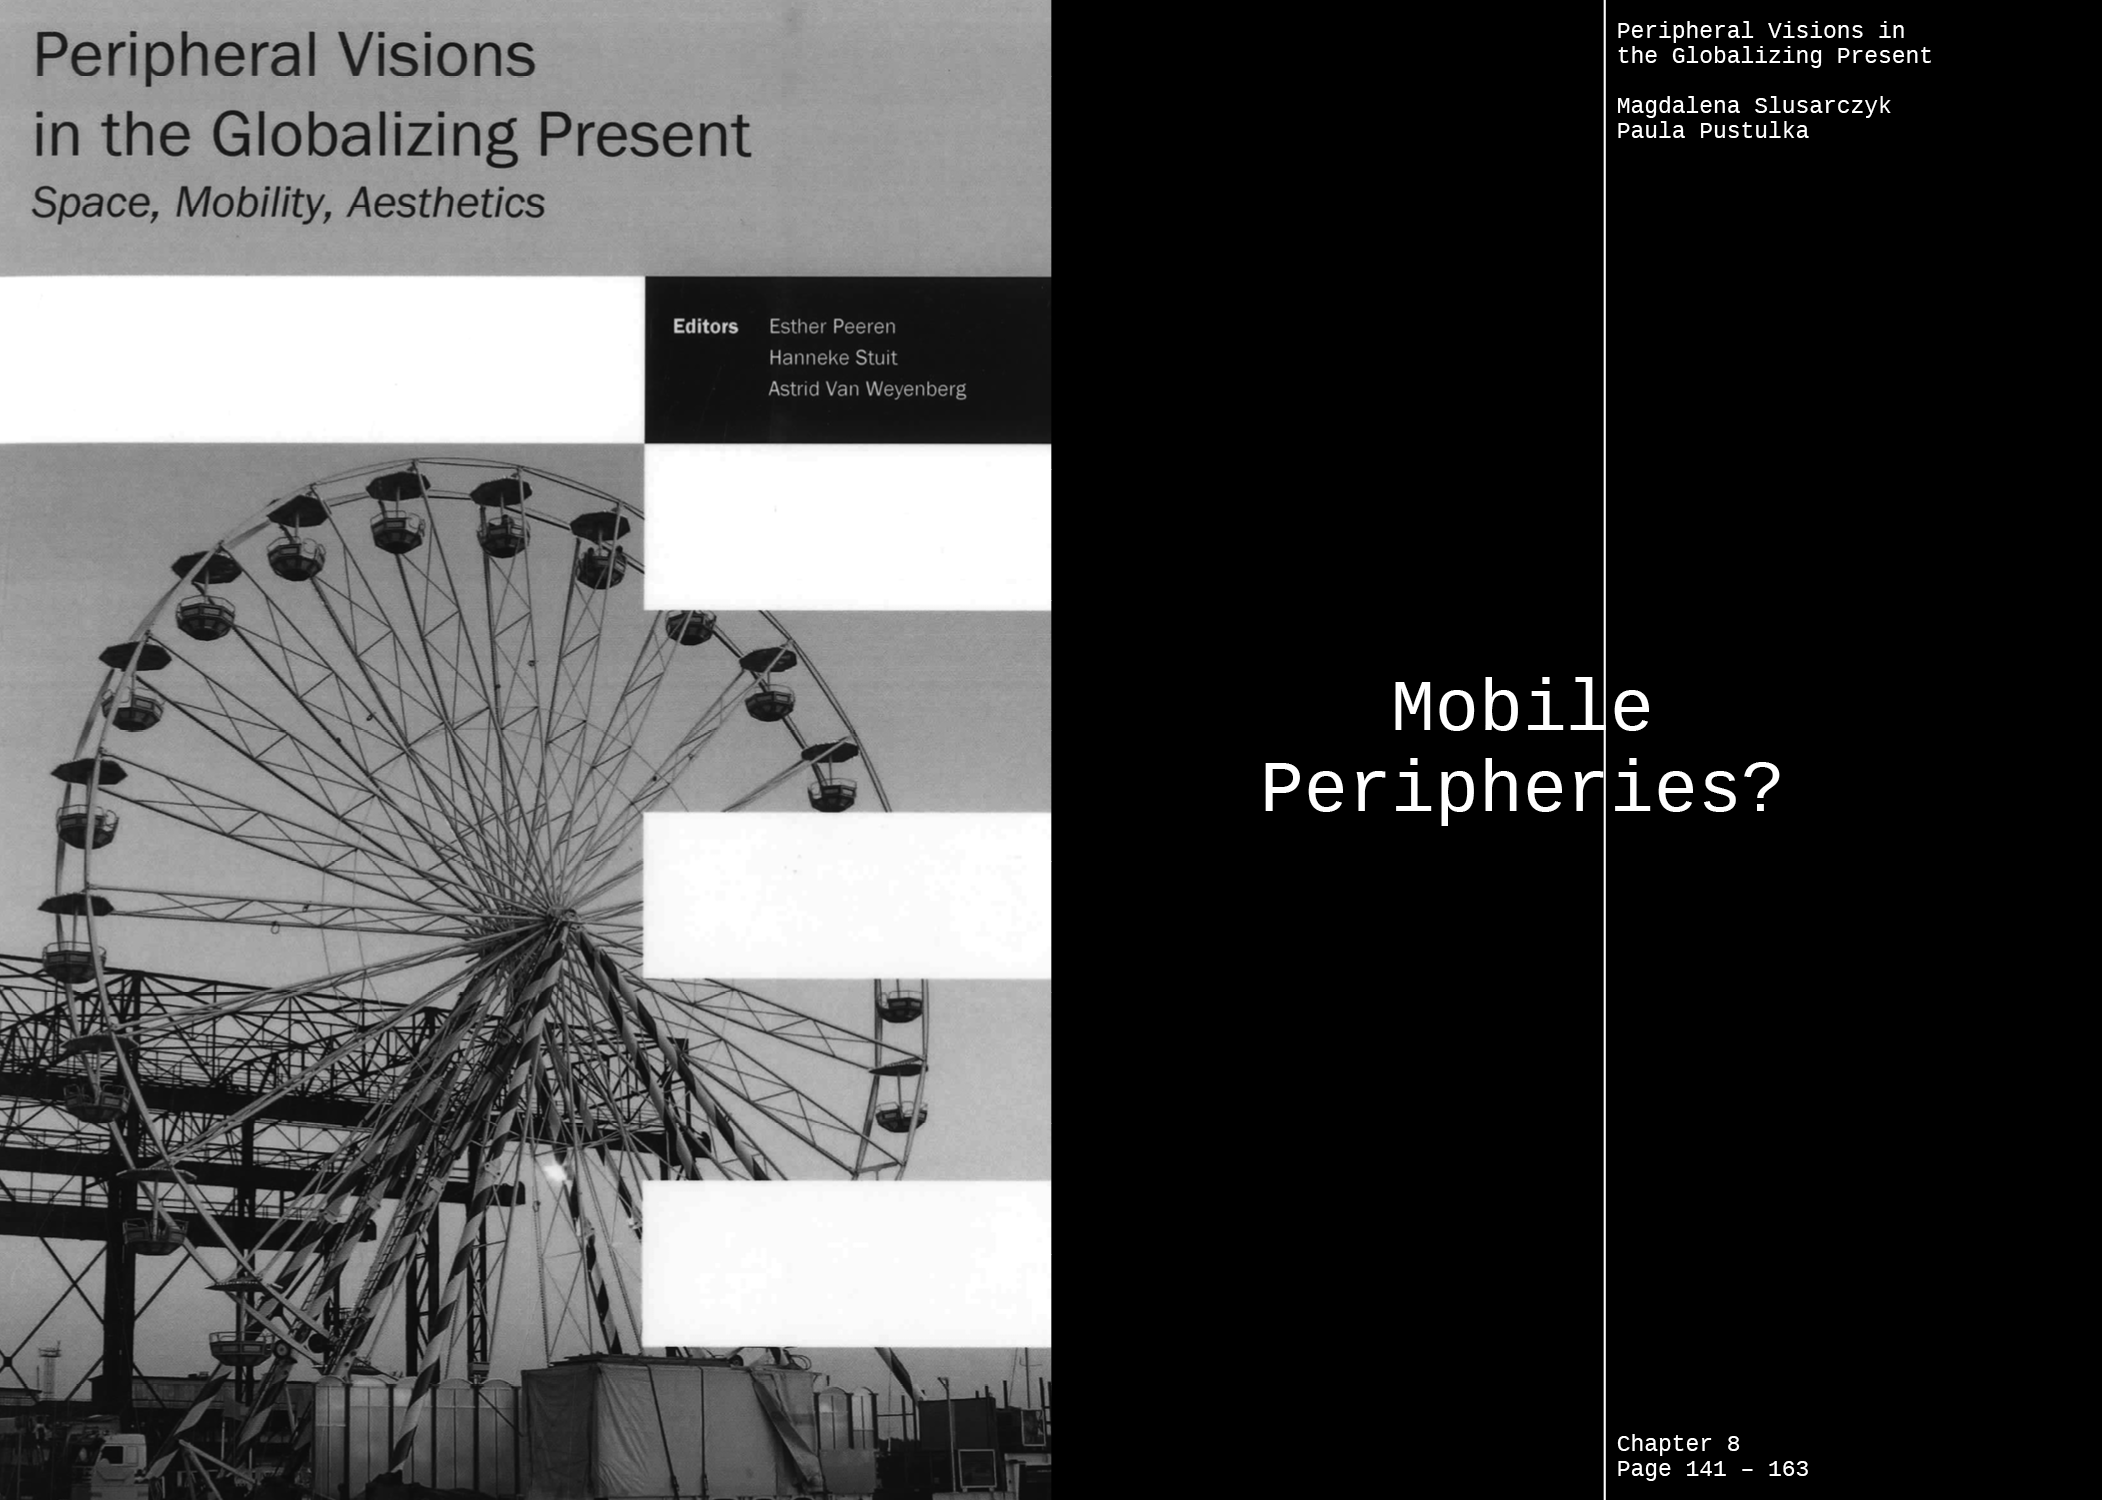 Peripheral Visions
in the Globalizing Present
Space, Mobility, Aesthetics
Editors Esther Peeren
Hanneke Stuit
Astrid Van Weyenberg
Peripheral Visions in
the Globalizing Present
Magdalena Slusarczyk
Paula Pustulka
Mobile
Peripheries?
Chapter 8
Page 141 – 163